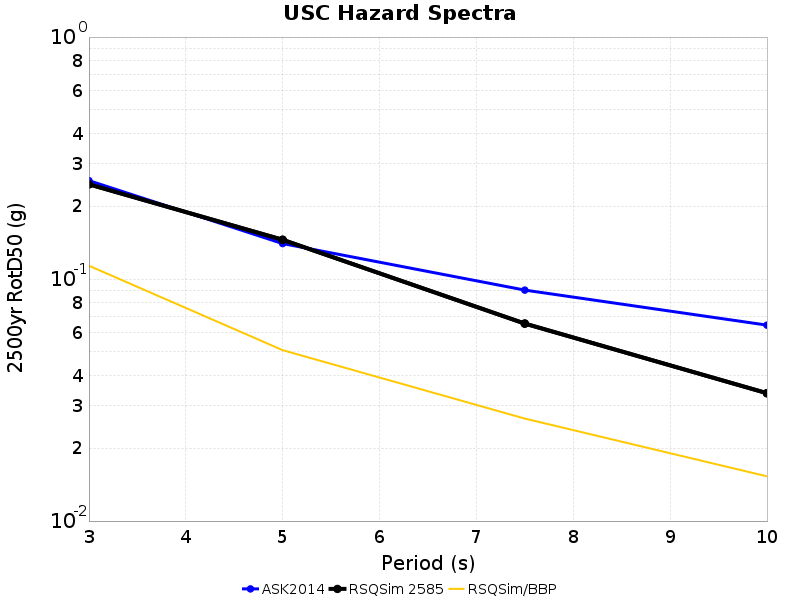 USC Hazard Spectra
2500yr RotD50 (g)
10^0
8
6
4
3
2
10^-1
8
6
4
3
2
10^-2
3 4 5 6 7 8 9 10
Period (s)
ASK2014 RSQSim 2585 RSQSim/BBP